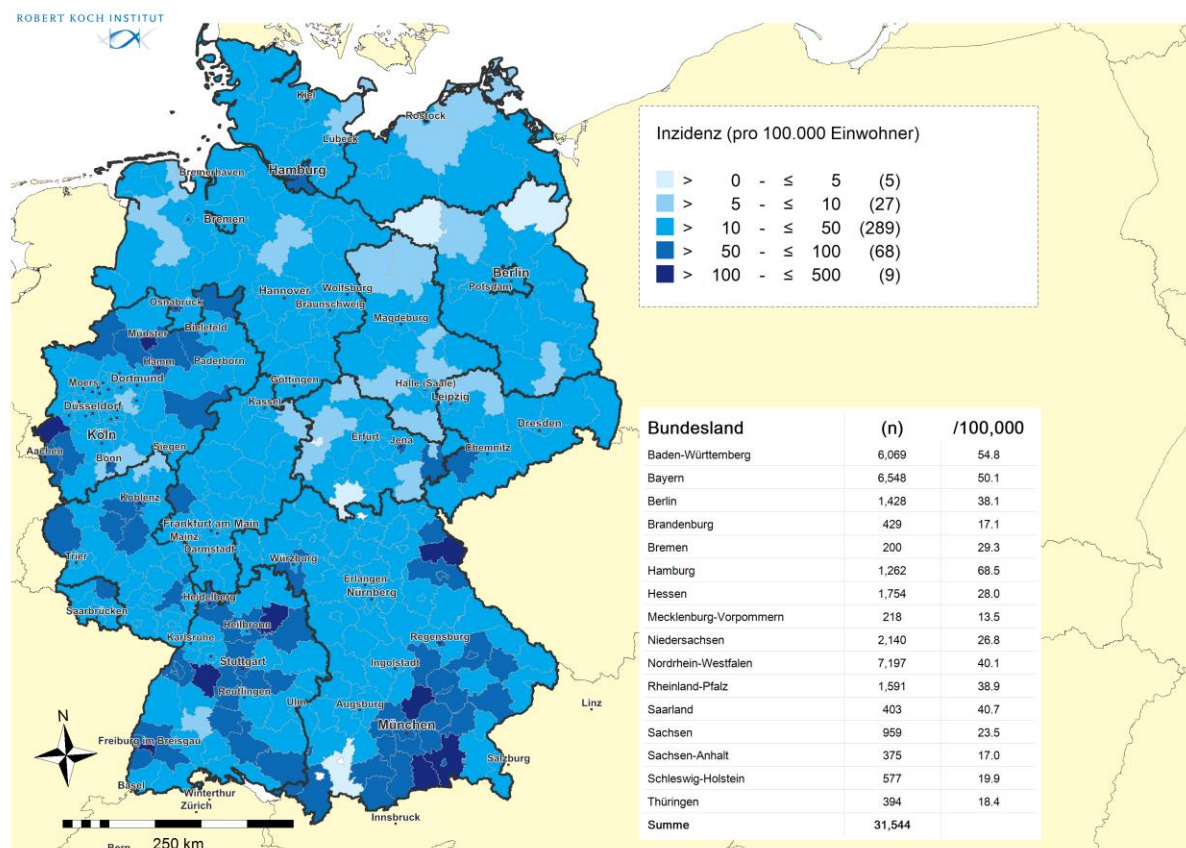 ROBERT KOCH INSTITUT
Kiel
Rostock
Lübeck
Bremerhaven
Hamburg
Bremen
Berlin
Potsdam
Wolfsburg
Hannover
Braunschweig
Osnabrück
Magdeburg
Bielefeld
Münster
Hamm
Paderborn
Göttingen
Moers
Dortmund
Halle (Saale)
Leipzig
Kassel
Düsseldorf
Dresden
Köln
Erfurt
Jena
Siegen
Chemnitz
Aachen
Bonn
Koblenz
Frankfurt am Main
Mainz
Darmstadt
Trier
Würzburg
Erlangen
Nürnberg
Heidelberg
Saarbrücken
Heilbronn
Karlsruhe
Regensburg
Stuttgart
Ingolstadt
Reutlingen
Ulm
Augsburg
Linz
München
Freiburg im Breisgau
Salzburg
Basel
Winterthur
Zürich
Innsbruck
Bern
N
250 km
Inzidenz (pro 100.000 Einwohner)
> 0 - ≤ 5 (5)
> 5 - ≤ 10 (27)
> 10 - ≤ 50 (289)
> 50 - ≤ 100 (68)
> 100 - ≤ 500 (9)
Bundesland (n) /100,000
Baden-Württemberg 6,069 54.8
Bayern 6,548 50.1
Berlin 1,428 38.1
Brandenburg 429 17.1
Bremen 200 29.3
Hamburg 1,262 68.5
Hessen 1,754 28.0
Mecklenburg-Vorpommern 218 13.5
Niedersachsen 2,140 26.8
Nordrhein-Westfalen 7,197 40.1
Rheinland-Pfalz 1,591 38.9
Saarland 403 40.7
Sachsen 959 23.5
Sachsen-Anhalt 375 17.0
Schleswig-Holstein 577 19.9
Thüringen 394 18.4
Summe 31,544